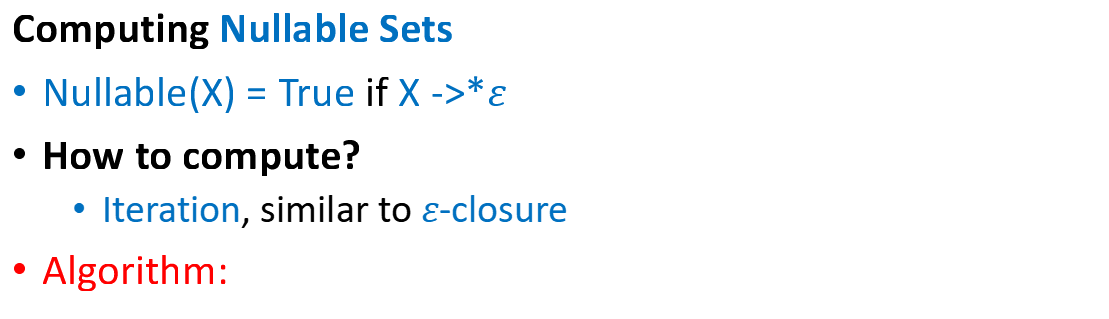 Computing Nullable Sets
• Nullable(X) = True if X ->* ε
• How to compute?
• Iteration, similar to ε-closure
• Algorithm: